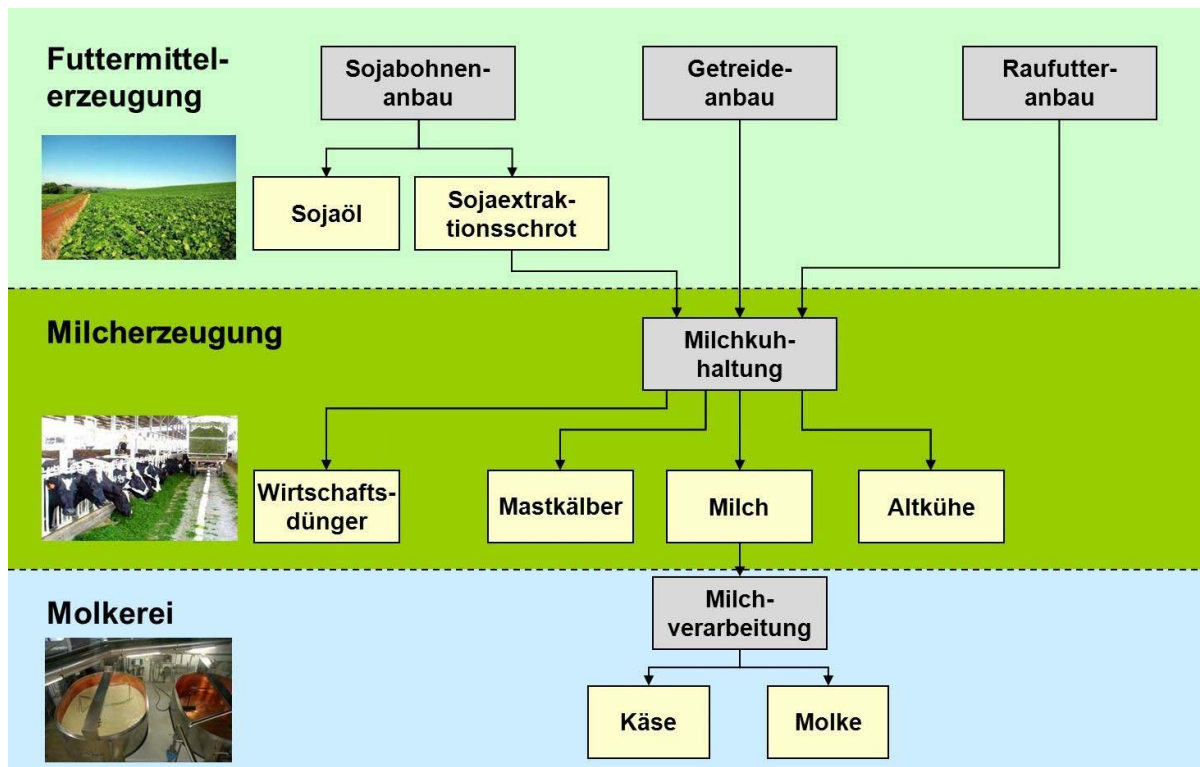 Futtermittel-
erzeugung
Sojabohnen-
anbau
Getreide-
anbau
Raufutter-
anbau
Sojaöl
Sojaextrak-
tionsschrot
Milcherzeugung
Milchkuh-
haltung
Wirtschafts-
dünger
Mastkälber
Milch
Altkühe
Molkerei
Milch-
verarbeitung
Käse
Molke